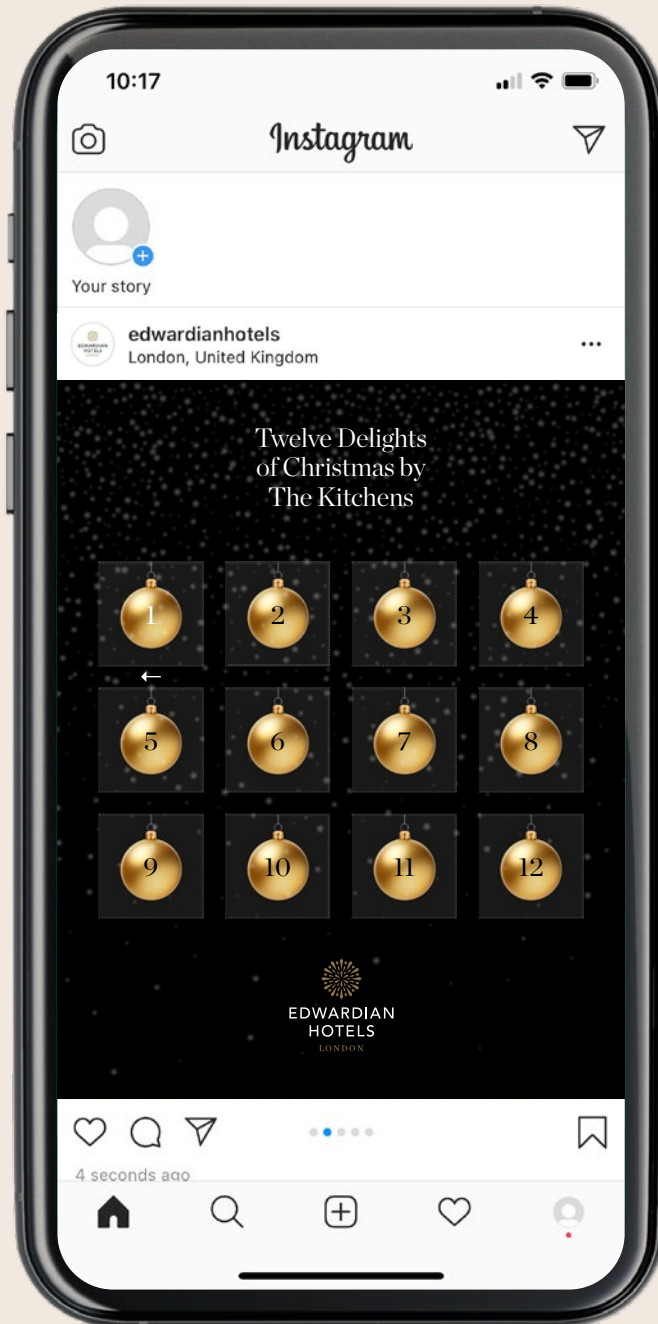 10:17
Instagram
Your story
edwardianhotels
London, United Kingdom
Twelve Delights
of Christmas by
The Kitchens
1 2 3 4
←
5 6 7 8
9 10 11 12
EDWARDIAN
HOTELS
LONDON
4 seconds ago